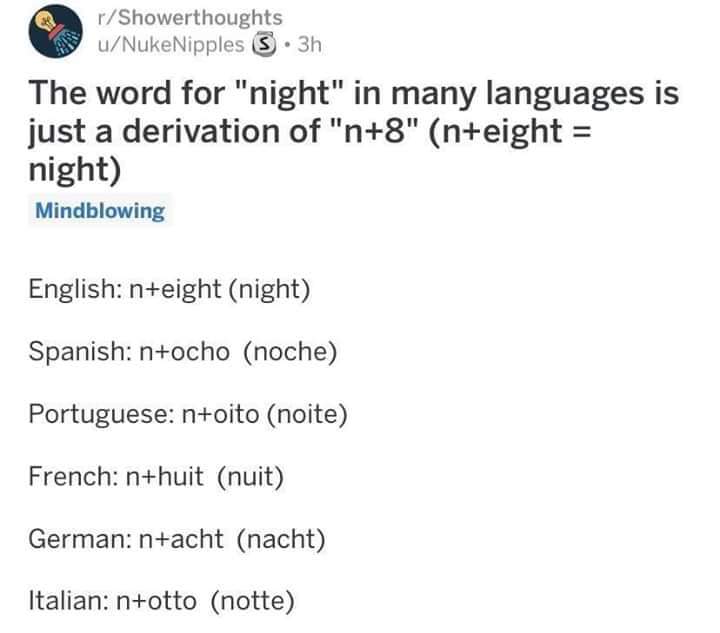 r/Showerthoughts
u/NukeNipples S • 3h
The word for "night" in many languages is
just a derivation of "n+8" (n+eight =
night)
Mindblowing
English: n+eight (night)
Spanish: n+ocho (noche)
Portuguese: n+oito (noite)
French: n+huit (nuit)
German: n+acht (nacht)
Italian: n+otto (notte)